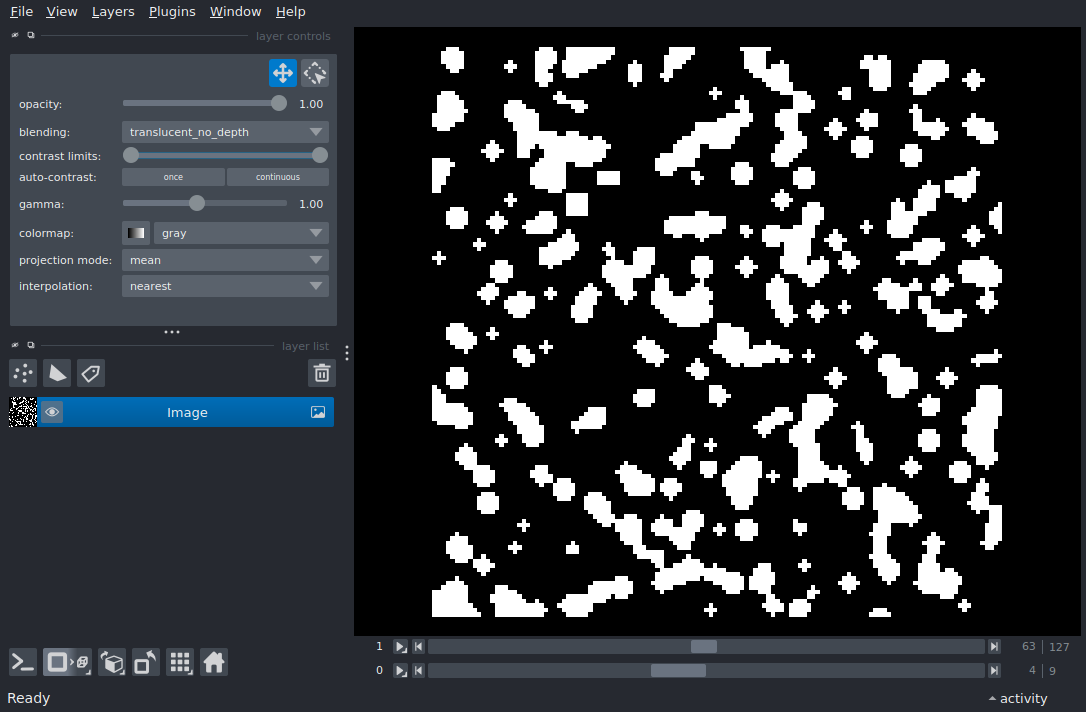 File View Layers Plugins Window Help
layer controls
opacity: 1.00
blending: translucent_no_depth
contrast limits:
auto-contrast: once continuous
gamma: 1.00
colormap: gray
projection mode: mean
interpolation: nearest
layer list
Image
1 63 127
0 4 9
Ready activity